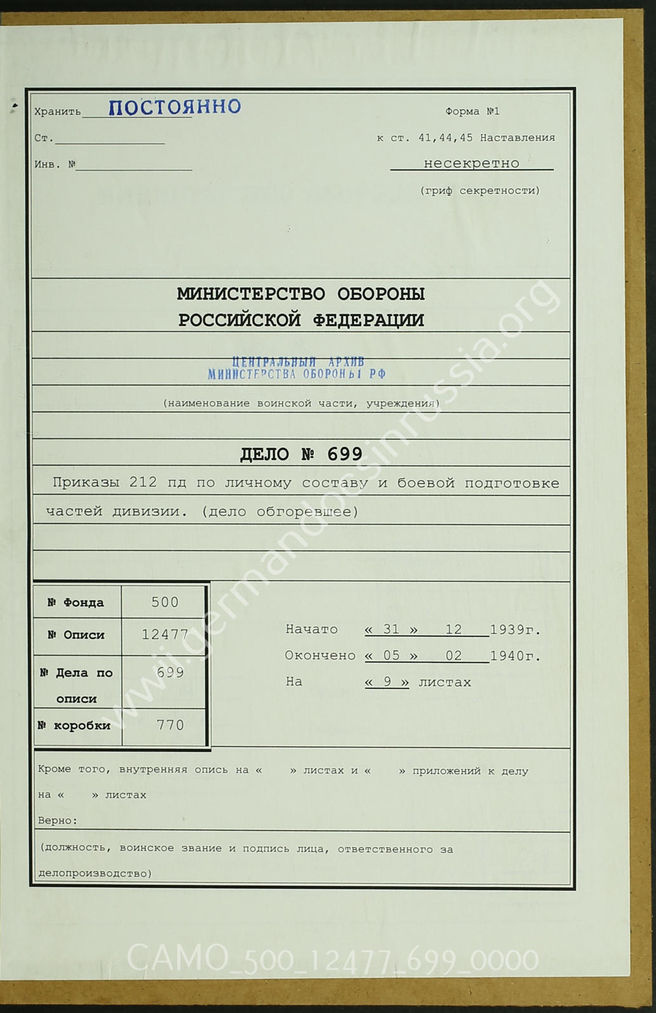 Хранить ПОСТОЯННО
Форма №1
Ст.
к ст. 41,44,45 Наставления
Инв. №
несекретно
(гриф секретности)
МИНИСТЕРСТВО ОБОРОНЫ
РОССИЙСКОЙ ФЕДЕРАЦИИ
ЦЕНТРАЛЬНЫЙ АРХИВ
МИНИСТЕРСТВА ОБОРОНЫ РФ
(наименование воинской части, учреждения)
ДЕЛО № 699
Приказы 212 пд по личному составу и боевой подготовке
частей дивизии. (дело обгоревшее)
№ Фонда 500
№ Описи 12477
№ Дела по описи 699
№ коробки 770
Начато « 31 » 12 1939г.
Окончено « 05 » 02 1940г.
На « 9 » листах
Кроме того, внутренняя опись на « » листах и « » приложений к делу
на « » листах
Верно:
(должность, воинское звание и подпись лица, ответственного за
делопроизводство)
www.germandocsinrussia.org
CAMO_500_12477_699_0000